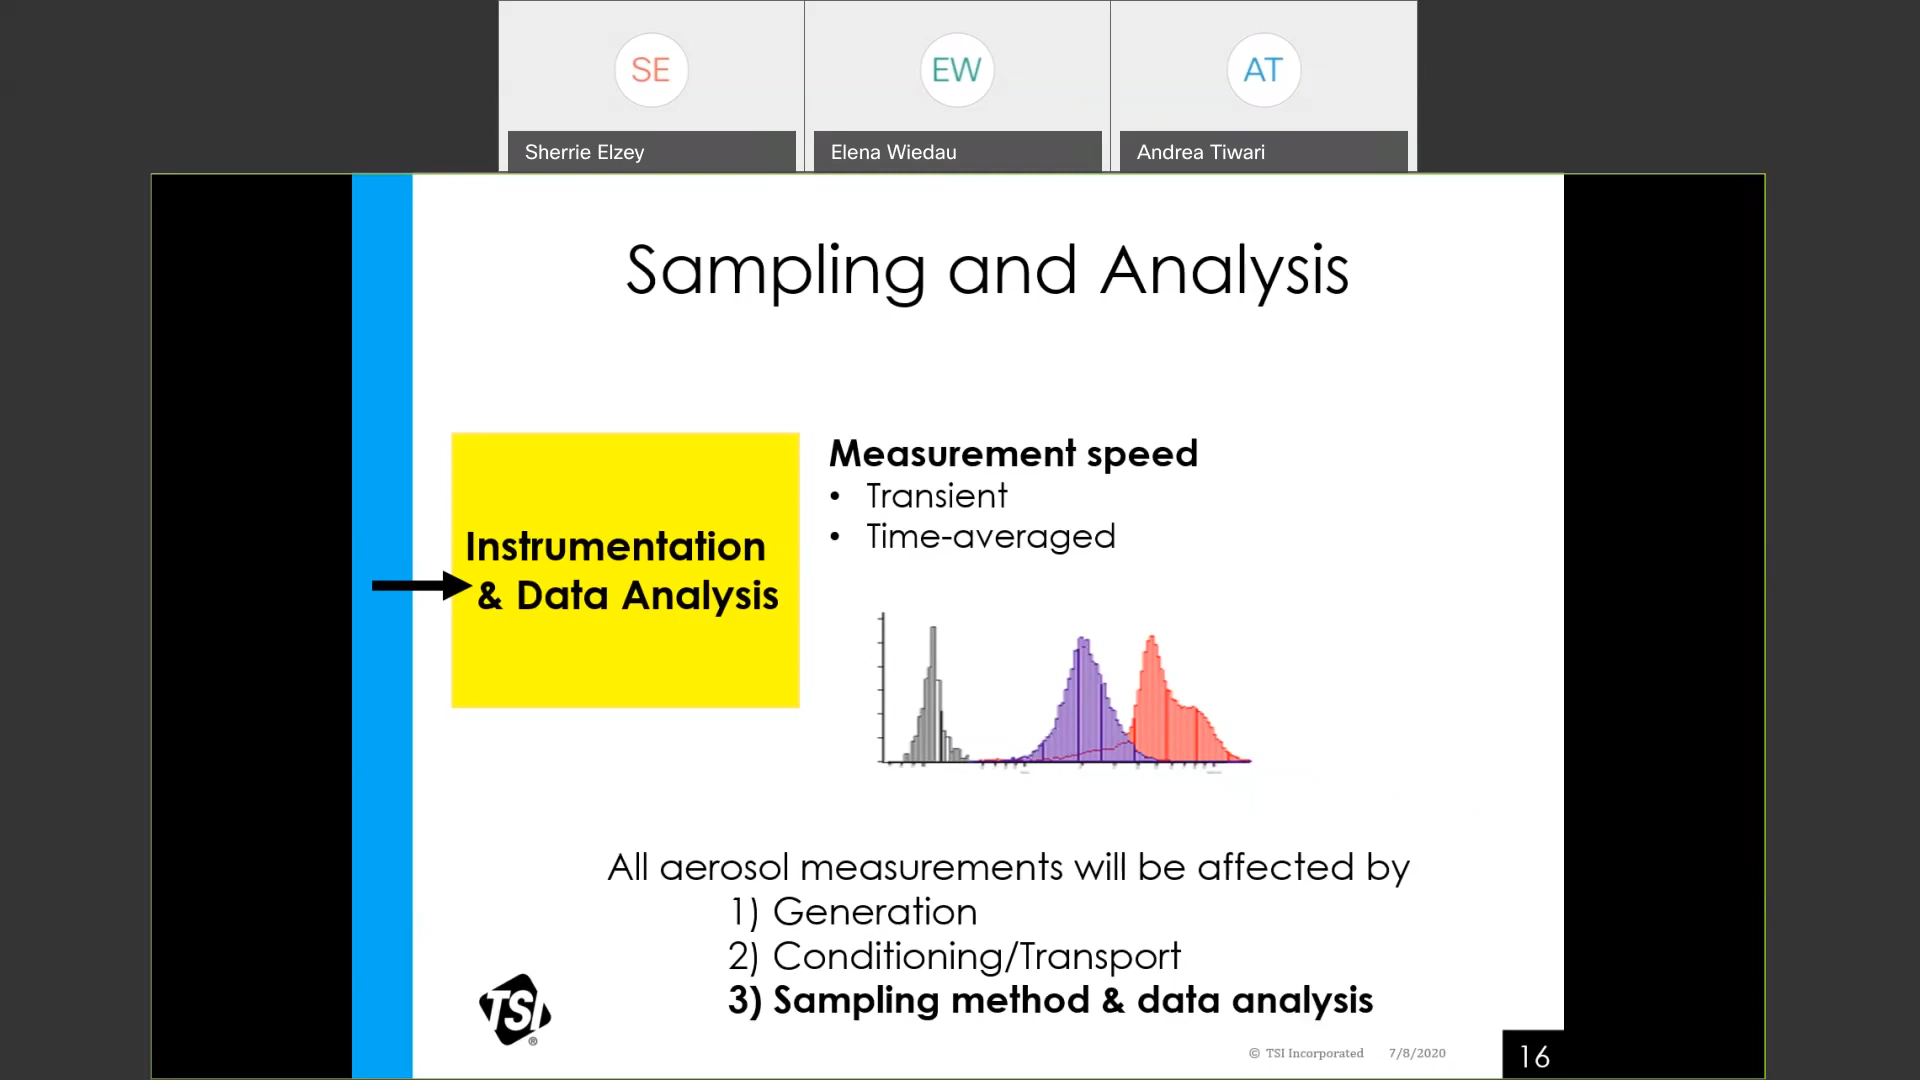 SE
EW
AT
Sherrie Elzey
Elena Wiedau
Andrea Tiwari
Sampling and Analysis
Instrumentation
& Data Analysis
Measurement speed
• Transient
• Time-averaged
All aerosol measurements will be affected by
1) Generation
2) Conditioning/Transport
3) Sampling method & data analysis
TSI
®
© TSI Incorporated
7/8/2020
16